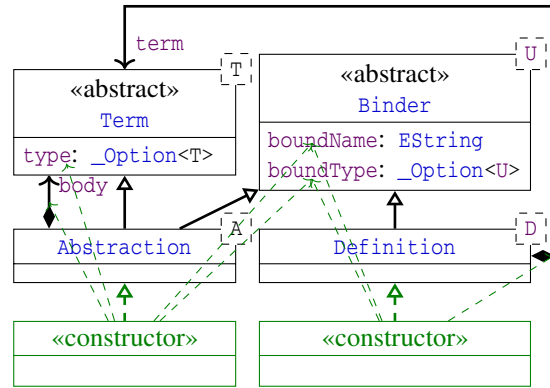 term
T
U
«abstract»
Term
type: _Option<T>
«abstract»
Binder
boundName: EString
boundType: _Option<U>
body
A
Abstraction
D
Definition
«constructor»
«constructor»